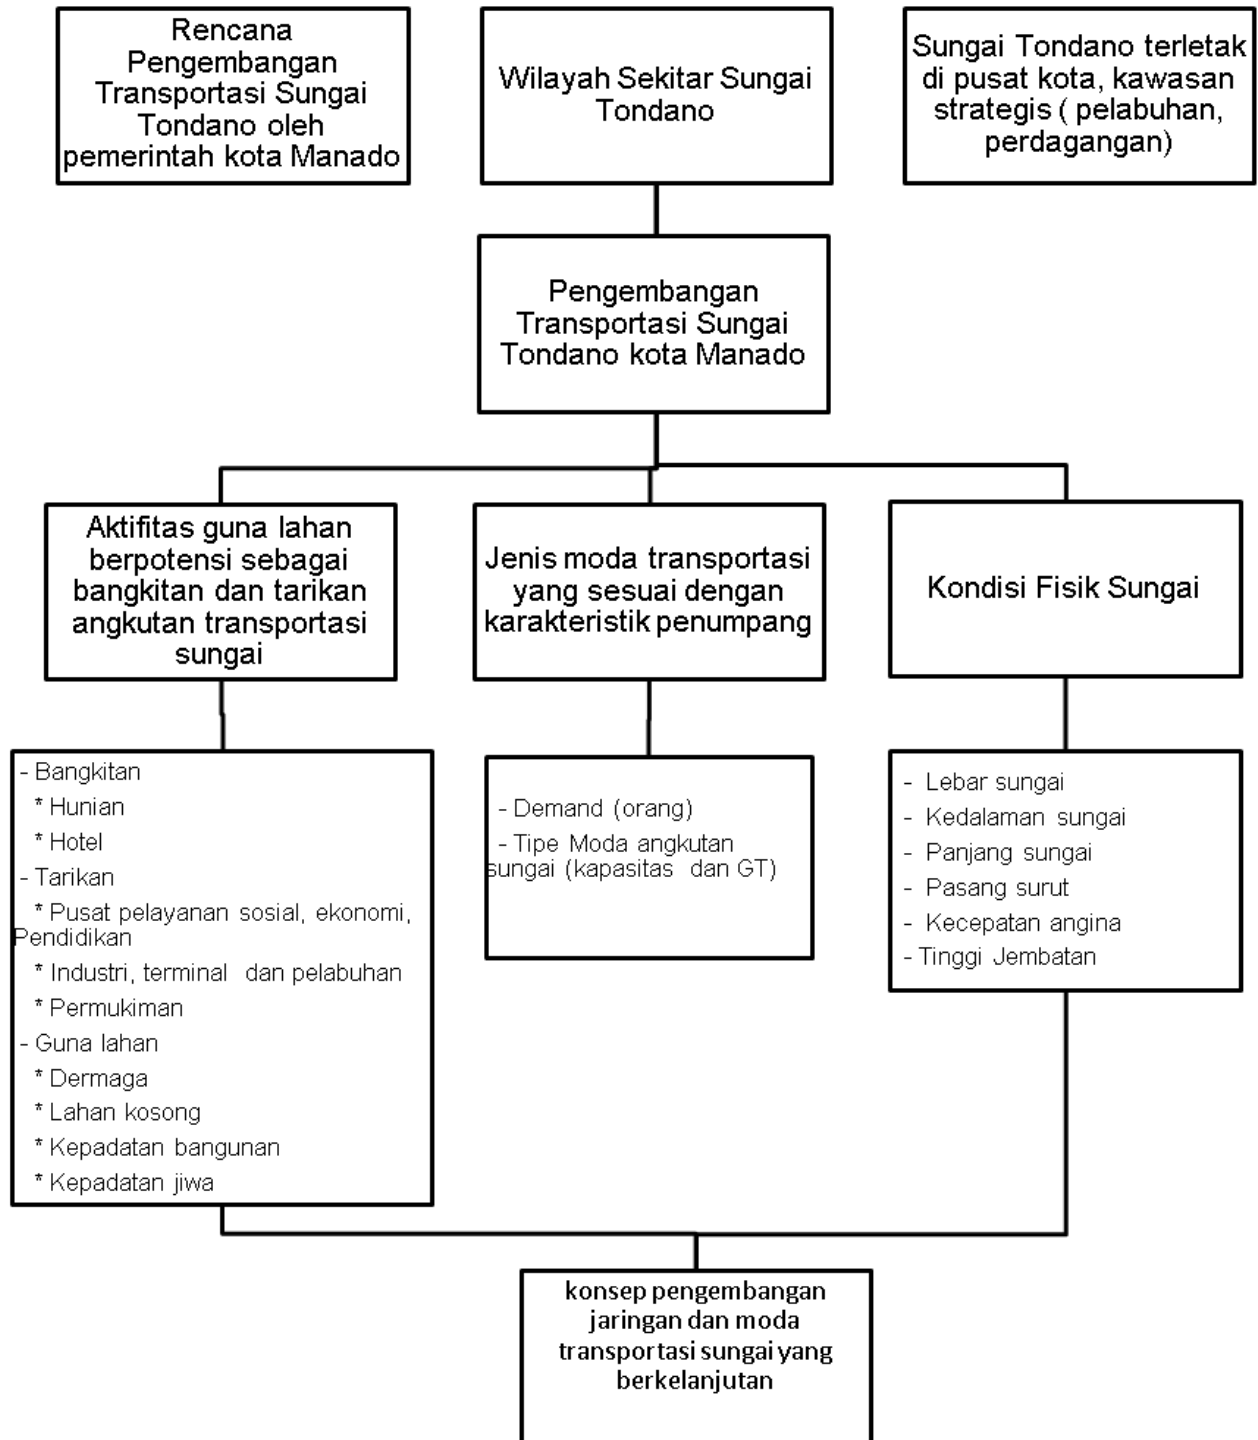 Rencana
Pengembangan
Transportasi Sungai
Tondano oleh
pemerintah kota Manado
Wilayah Sekitar Sungai
Tondano
Sungai Tondano terletak
di pusat kota, kawasan
strategis ( pelabuhan,
perdagangan)
Pengembangan
Transportasi Sungai
Tondano kota Manado
Aktifitas guna lahan
berpotensi sebagai
bangkitan dan tarikan
angkutan transportasi
sungai
Jenis moda transportasi
yang sesuai dengan
karakteristik penumpang
Kondisi Fisik Sungai
- Bangkitan
* Hunian
* Hotel
- Tarikan
* Pusat pelayanan sosial, ekonomi,
Pendidikan
* Industri, terminal dan pelabuhan
* Permukiman
- Guna lahan
* Dermaga
* Lahan kosong
* Kepadatan bangunan
* Kepadatan jiwa
- Demand (orang)
- Tipe Moda angkutan
sungai (kapasitas dan GT)
- Lebar sungai
- Kedalaman sungai
- Panjang sungai
- Pasang surut
- Kecepatan angina
- Tinggi Jembatan
konsep pengembangan
jaringan dan moda
transportasi sungai yang
berkelanjutan